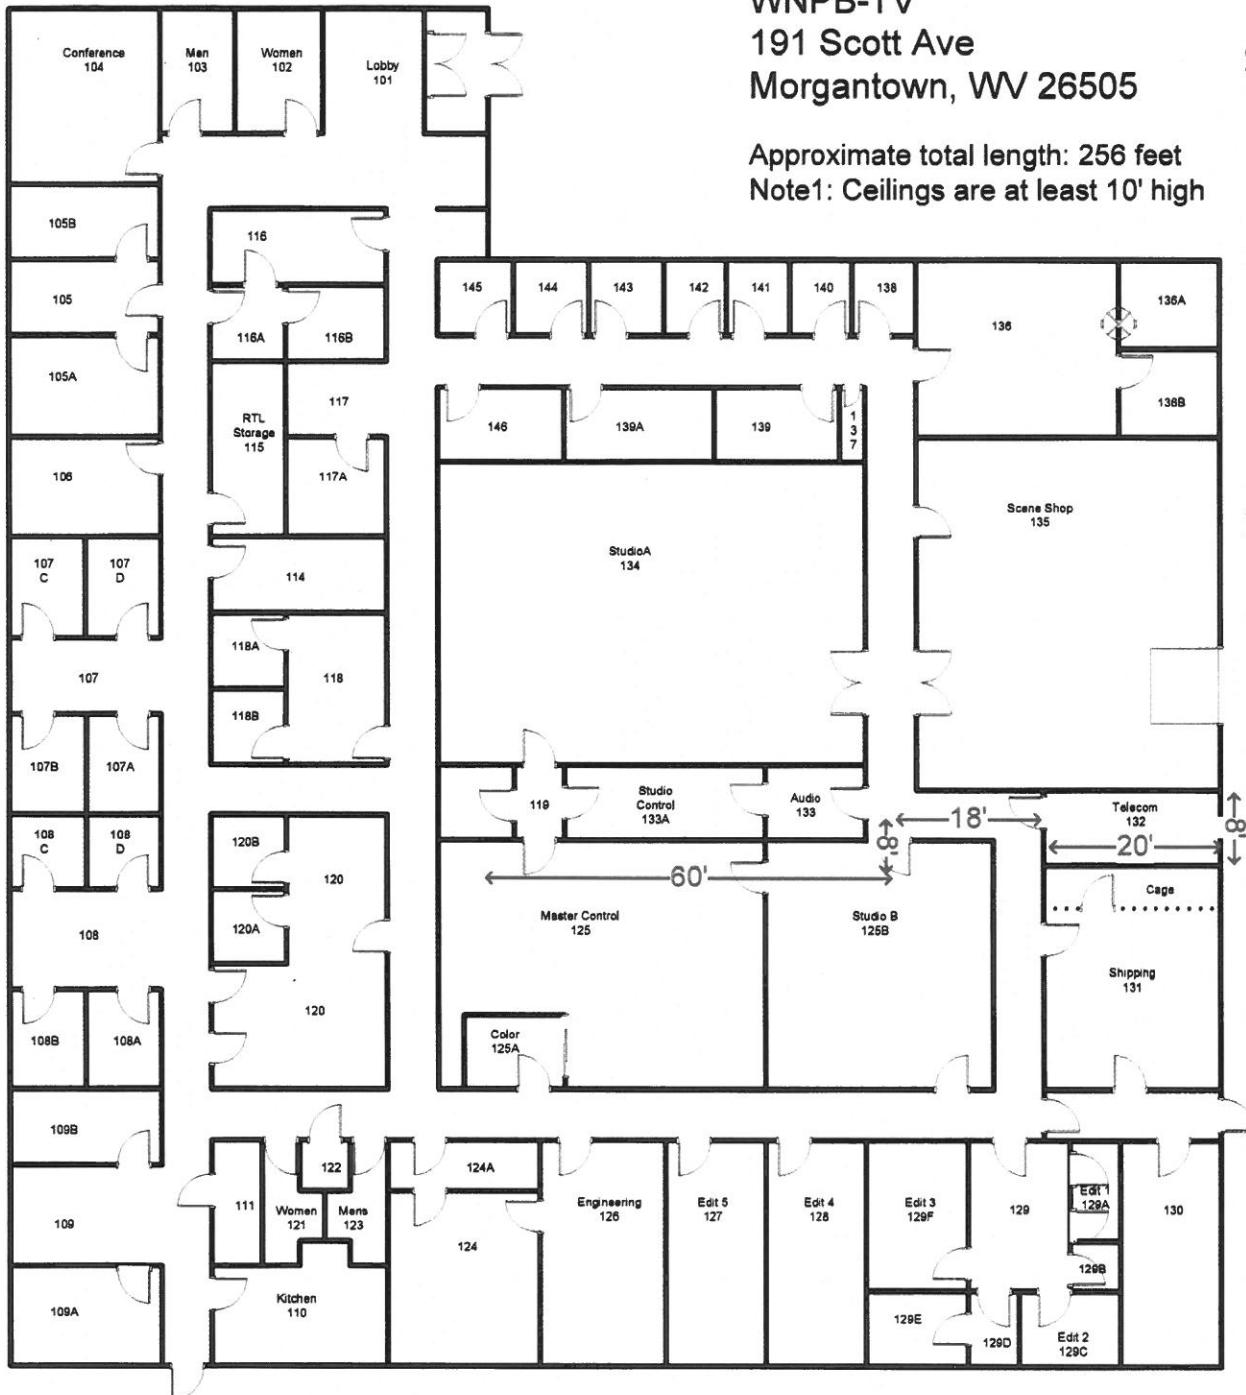 WNPB-TV
191 Scott Ave
Morgantown, WV 26505
Approximate total length: 256 feet
Note1: Ceilings are at least 10' high
Conference
104
Men
103
Women
102
Lobby
101
105B
105
105A
106
107
C
107
D
107
107B
107A
108
C
108
D
108
108B
108A
109B
109
109A
116
116A
116B
117
RTL
Storage
115
117A
114
118A
118
118B
120B
120
120A
120
111
Women
121
122
Mens
123
Kitchen
110
145
144
143
142
141
140
138
136
136A
136B
146
139A
139
1
3
7
StudioA
134
Scene Shop
135
119
Studio
Control
133A
Audio
133
18'
Telecom
132
8'
20'
8'
60'
Master Control
125
Studio B
125B
Cage
Shipping
131
Color
125A
124A
124
Engineering
126
Edit 5
127
Edit 4
128
Edit 3
129F
129
Edit 1
129A
130
129B
129E
129D
Edit 2
129C